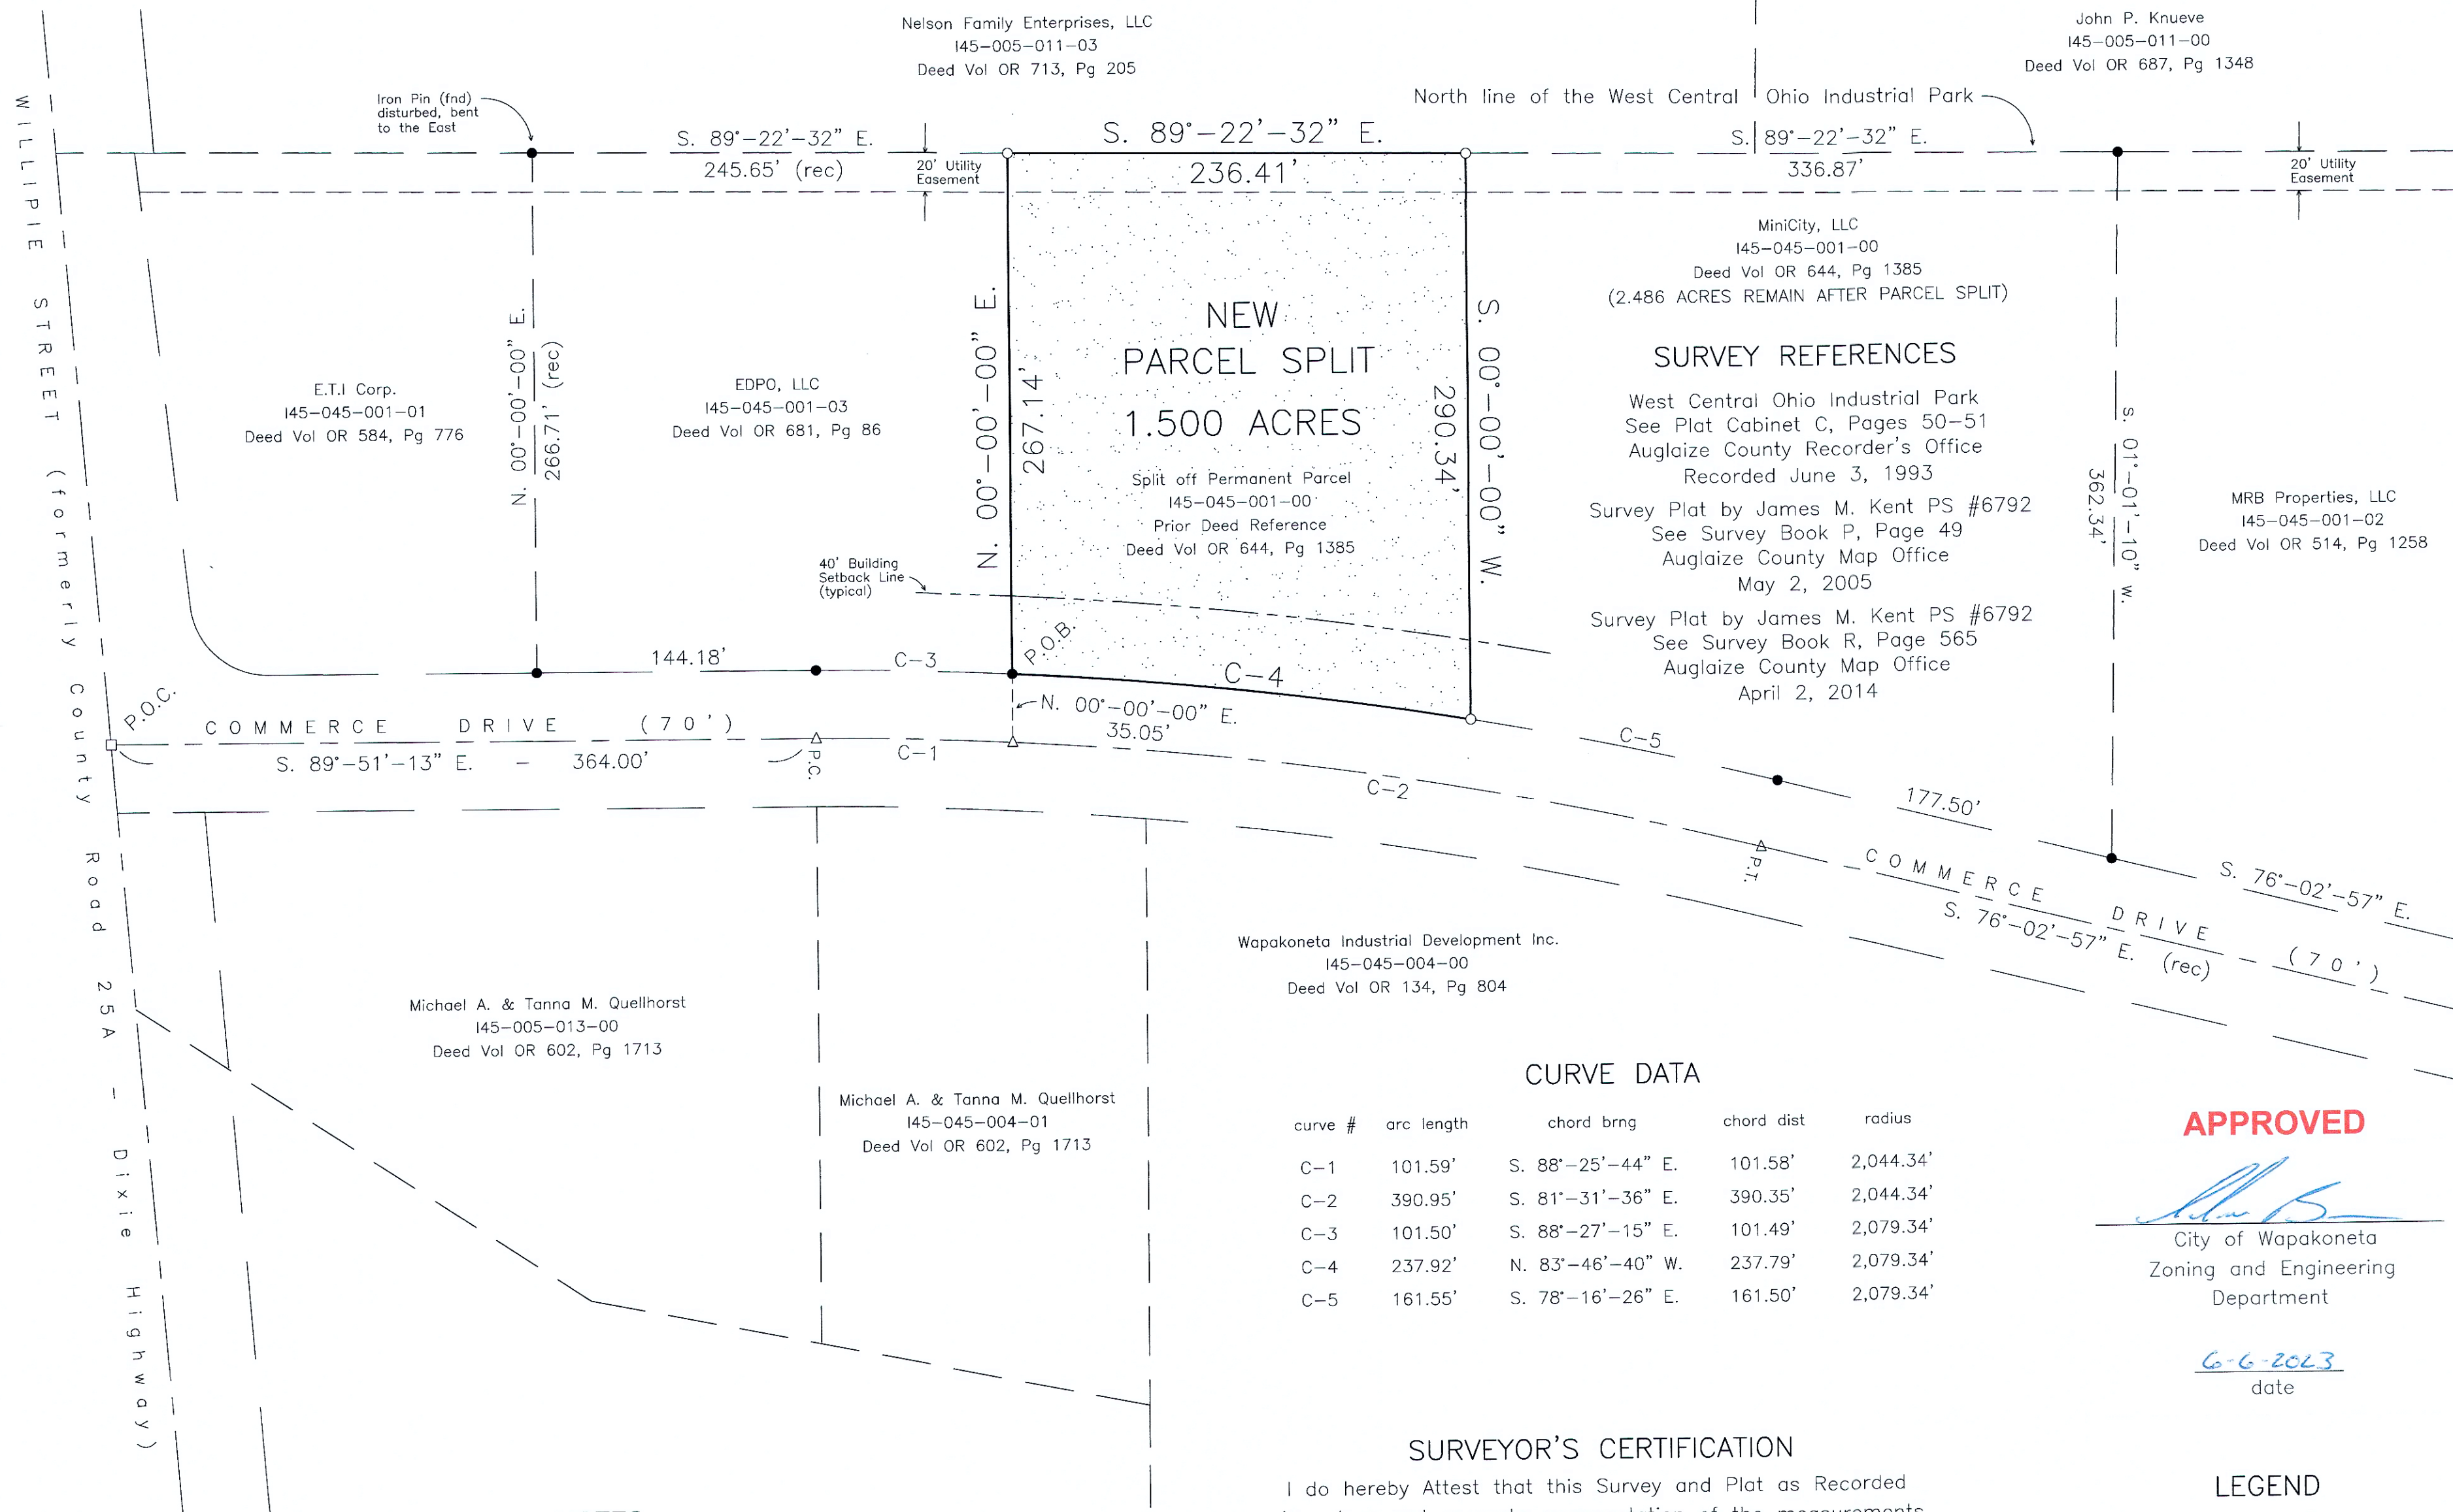 Nelson Family Enterprises, LLC
I45-005-011-03
Deed Vol OR 713, Pg 205
John P. Knueve
I45-005-011-00
Deed Vol OR 687, Pg 1348
North line of the West Central Ohio Industrial Park
Iron Pin (fnd)
disturbed, bent
to the East
S. 89°-22'-32" E.
245.65' (rec)
20' Utility
Easement
S. 89°-22'-32" E.
236.41'
S. 89°-22'-32" E.
336.87'
20' Utility
Easement
WILLIPIE STREET (formerly County Road 25A - Dixie Highway)
E.T.I Corp.
I45-045-001-01
Deed Vol OR 584, Pg 776
N. 00°-00'-00" E.
266.71' (rec)
EDPO, LLC
I45-045-001-03
Deed Vol OR 681, Pg 86
N. 00°-00'-00" E.
267.14'
NEW
PARCEL SPLIT
1.500 ACRES
Split off Permanent Parcel
I45-045-001-00
Prior Deed Reference
Deed Vol OR 644, Pg 1385
290.34'
S. 00°-00'-00" W.
MiniCity, LLC
I45-045-001-00
Deed Vol OR 644, Pg 1385
(2.486 ACRES REMAIN AFTER PARCEL SPLIT)
SURVEY REFERENCES
West Central Ohio Industrial Park
See Plat Cabinet C, Pages 50-51
Auglaize County Recorder's Office
Recorded June 3, 1993
Survey Plat by James M. Kent PS #6792
See Survey Book P, Page 49
Auglaize County Map Office
May 2, 2005
Survey Plat by James M. Kent PS #6792
See Survey Book R, Page 565
Auglaize County Map Office
April 2, 2014
S. 01°-01'-10" W.
362.34'
MRB Properties, LLC
I45-045-001-02
Deed Vol OR 514, Pg 1258
40' Building
Setback Line
(typical)
P.O.B.
144.18'
C-3
C-4
N. 00°-00'-00" E.
35.05'
P.O.C.
COMMERCE DRIVE (70')
S. 89°-51'-13" E. - 364.00'
P.C.
C-1
C-2
C-5
177.50'
P.T.
COMMERCE DRIVE (70')
S. 76°-02'-57" E. (rec)
S. 76°-02'-57" E.
Wapakoneta Industrial Development Inc.
I45-045-004-00
Deed Vol OR 134, Pg 804
Michael A. & Tanna M. Quellhorst
I45-005-013-00
Deed Vol OR 602, Pg 1713
Michael A. & Tanna M. Quellhorst
I45-045-004-01
Deed Vol OR 602, Pg 1713
CURVE DATA
curve # arc length chord brng chord dist radius
C-1 101.59' S. 88°-25'-44" E. 101.58' 2,044.34'
C-2 390.95' S. 81°-31'-36" E. 390.35' 2,044.34'
C-3 101.50' S. 88°-27'-15" E. 101.49' 2,079.34'
C-4 237.92' N. 83°-46'-40" W. 237.79' 2,079.34'
C-5 161.55' S. 78°-16'-26" E. 161.50' 2,079.34'
APPROVED
City of Wapakoneta
Zoning and Engineering
Department
6-6-2023
date
SURVEYOR'S CERTIFICATION
I do hereby Attest that this Survey and Plat as Recorded
of the measurements
LEGEND